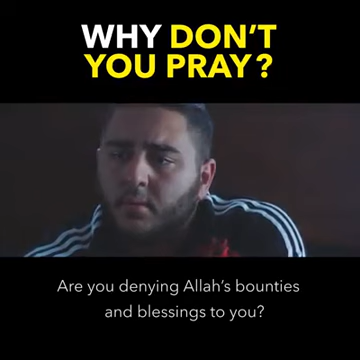 WHY DON'T
YOU PRAY?
Are you denying Allah's bounties
and blessings to you?